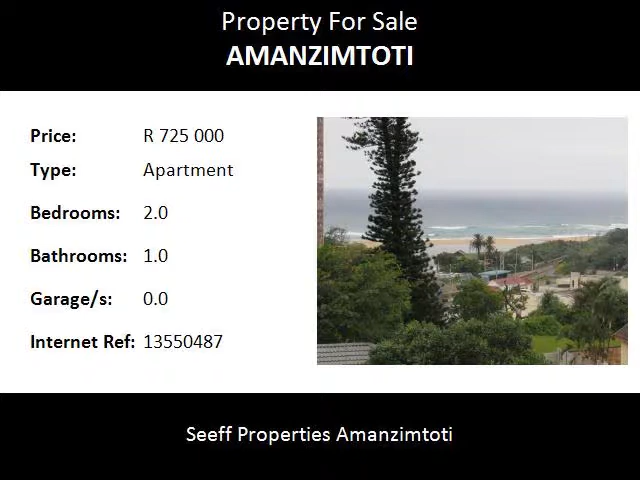 Property For Sale
AMANZIMTOTI
Price: R 725 000
Type: Apartment
Bedrooms: 2.0
Bathrooms: 1.0
Garage/s: 0.0
Internet Ref: 13550487
Seeff Properties Amanzimtoti